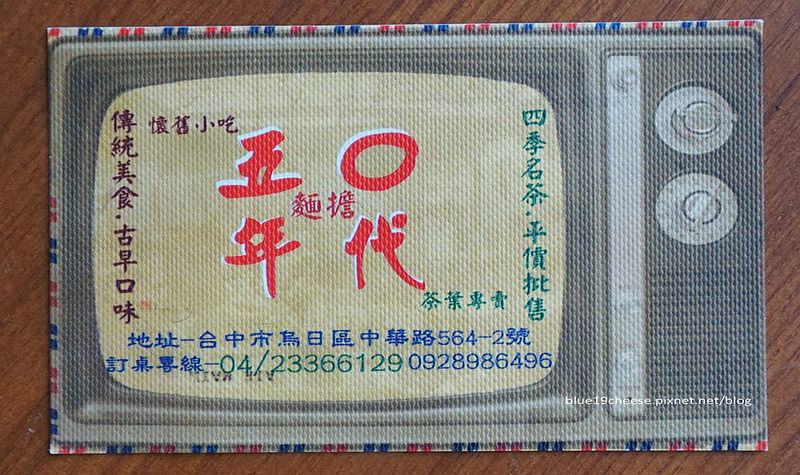 傳統美食·古早口味
懷舊小吃
五〇年代
麵擔
四季名茶·平價批售
茶葉專賣
地址-台中市烏日區中華路564-2號
訂桌專線-04/23366129 0928986496
blue19cheese.pixnet.net/blog